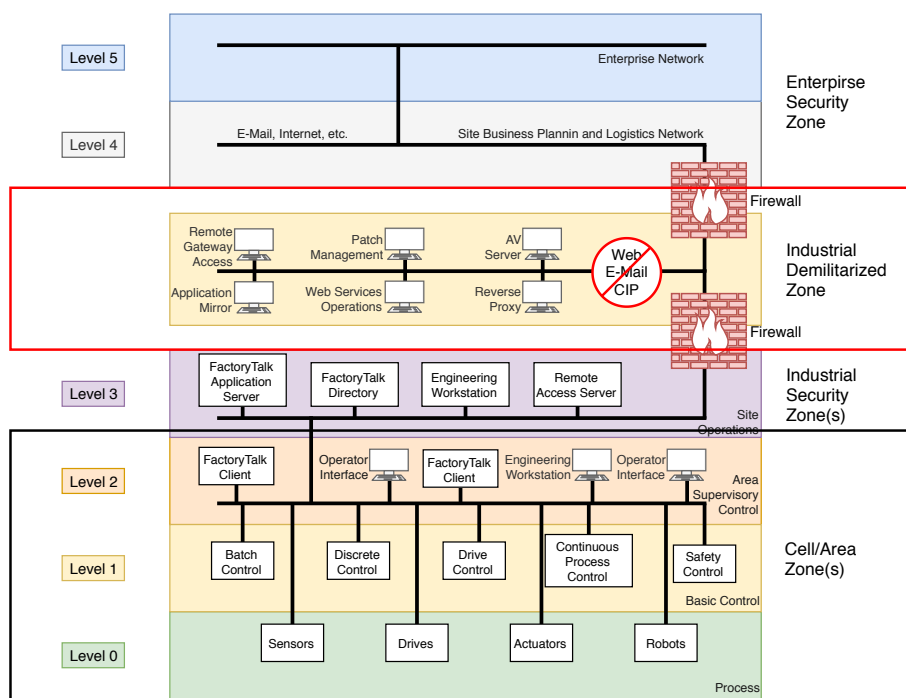 Level 5
Enterprise Network
Enterpirse
Security
Zone
Level 4
E-Mail, Internet, etc.
Site Business Plannin and Logistics Network
Firewall
Remote
Gateway
Access
Patch
Management
AV
Server
Web
E-Mail
CIP
Industrial
Demilitarized
Zone
Application
Mirror
Web Services
Operations
Reverse
Proxy
Firewall
Level 3
FactoryTalk
Application
Server
FactoryTalk
Directory
Engineering
Workstation
Remote
Access Server
Site
Operations
Industrial
Security
Zone(s)
Level 2
FactoryTalk
Client
Operator
Interface
FactoryTalk
Client
Engineering
Workstation
Operator
Interface
Area
Supervisory
Control
Level 1
Batch
Control
Discrete
Control
Drive
Control
Continuous
Process
Control
Safety
Control
Basic Control
Cell/Area
Zone(s)
Level 0
Sensors
Drives
Actuators
Robots
Process